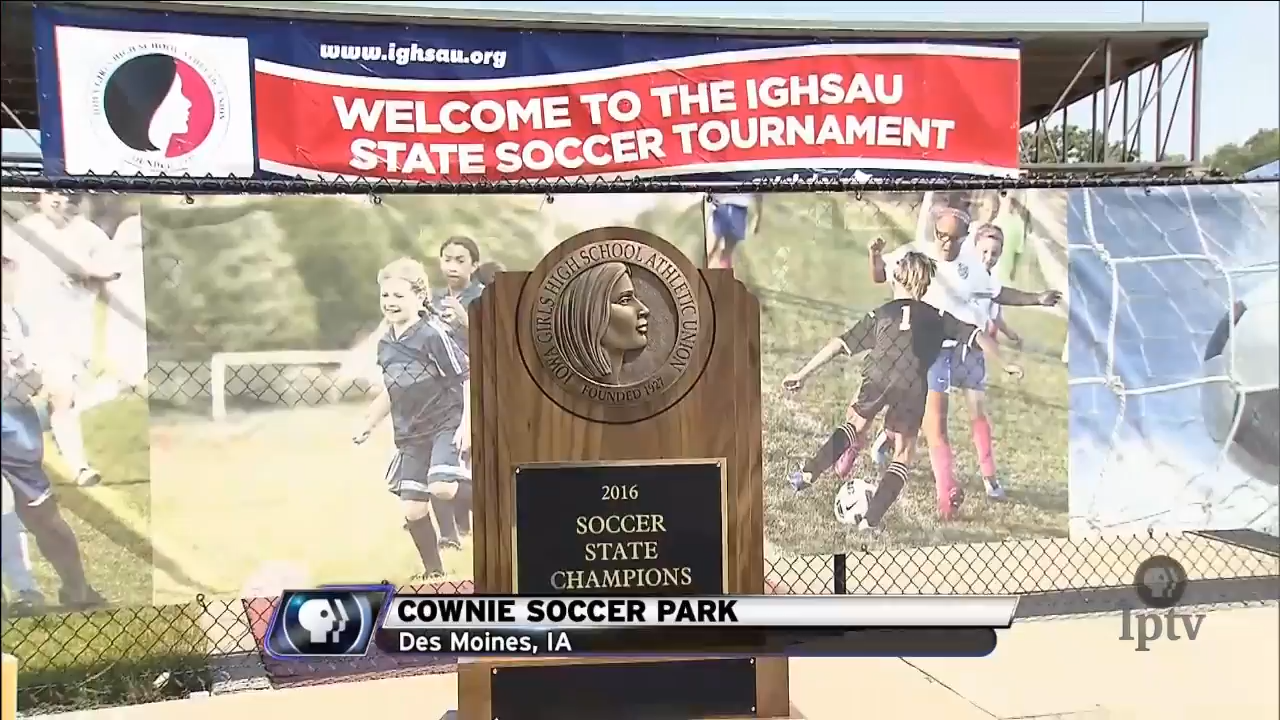 www.ighsau.org
WELCOME TO THE IGHSAU
STATE SOCCER TOURNAMENT
IOWA GIRLS HIGH SCHOOL ATHLETIC UNION
FOUNDED 1927
1
2016
SOCCER
STATE
CHAMPIONS
COWNIE SOCCER PARK
Des Moines, IA
Iptv